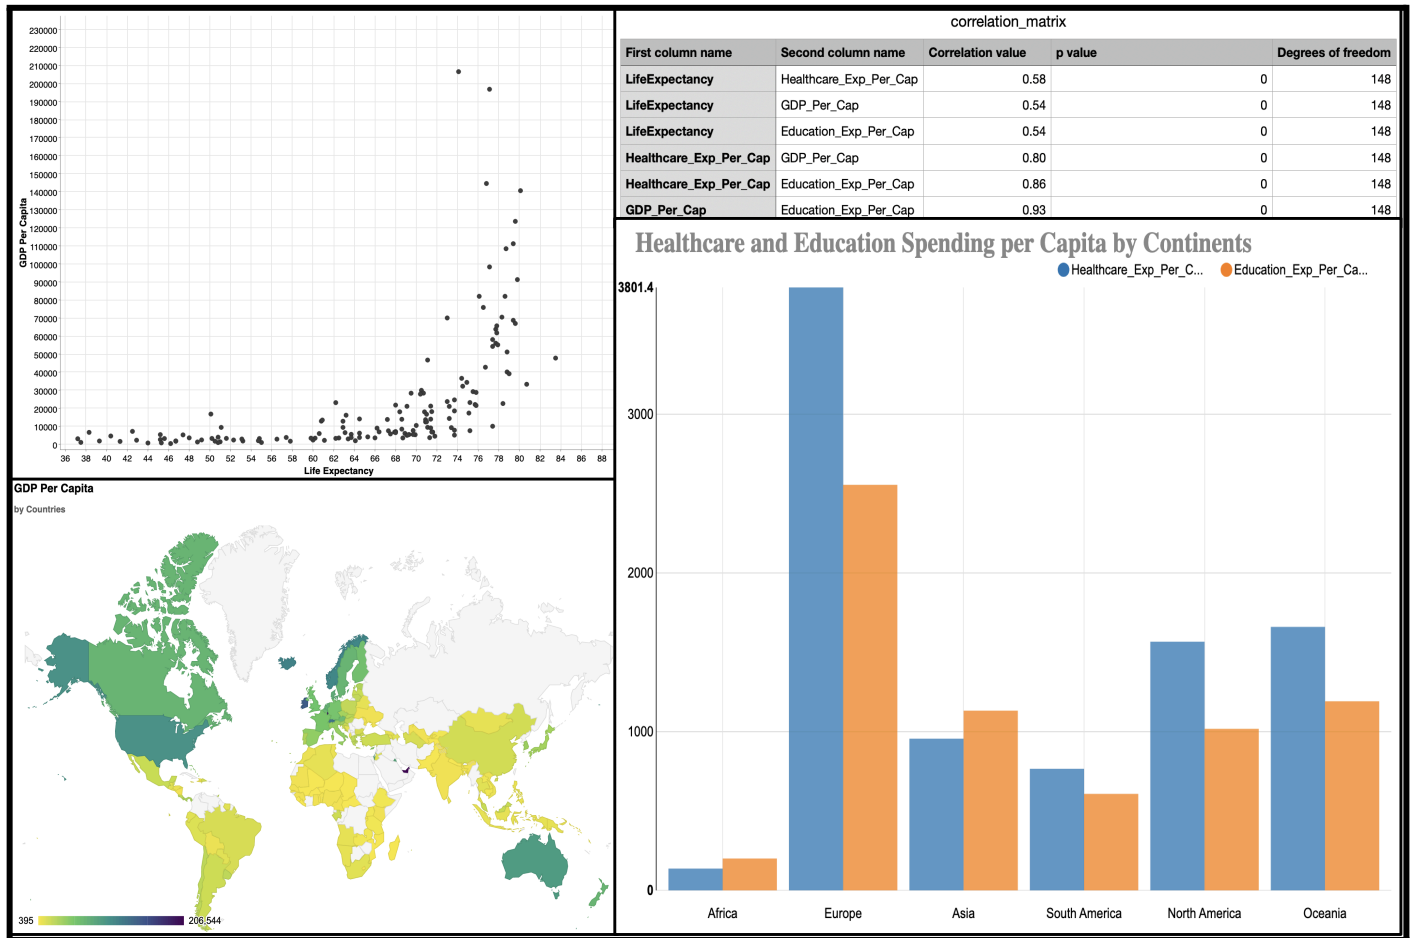 230000
220000
210000
200000
190000
180000
170000
160000
150000
140000
130000
120000
110000
100000
90000
80000
70000
60000
50000
40000
30000
20000
10000
0
GDP Per Capita
36 38 40 42 44 46 48 50 52 54 56 58 60 62 64 66 68 70 72 74 76 78 80 82 84 86 88
Life Expectancy
correlation_matrix
First column name Second column name Correlation value p value Degrees of freedom
LifeExpectancy Healthcare_Exp_Per_Cap 0.58 0 148
LifeExpectancy GDP_Per_Cap 0.54 0 148
LifeExpectancy Education_Exp_Per_Cap 0.54 0 148
Healthcare_Exp_Per_Cap GDP_Per_Cap 0.80 0 148
Healthcare_Exp_Per_Cap Education_Exp_Per_Cap 0.86 0 148
GDP_Per_Cap Education_Exp_Per_Cap 0.93 0 148
GDP Per Capita
by Countries
395 206,544
Healthcare and Education Spending per Capita by Continents
Healthcare_Exp_Per_C... Education_Exp_Per_Ca...
3801.4
3000
2000
1000
0
Africa Europe Asia South America North America Oceania